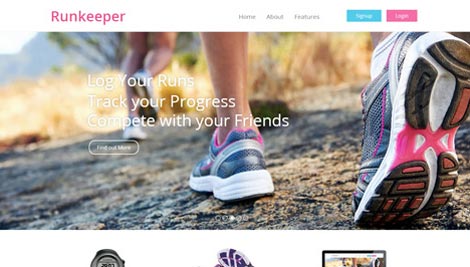 Runkeeper
Home About Features Signup Login
Log Your Runs
Track your Progress
Compete with your Friends
Find out More